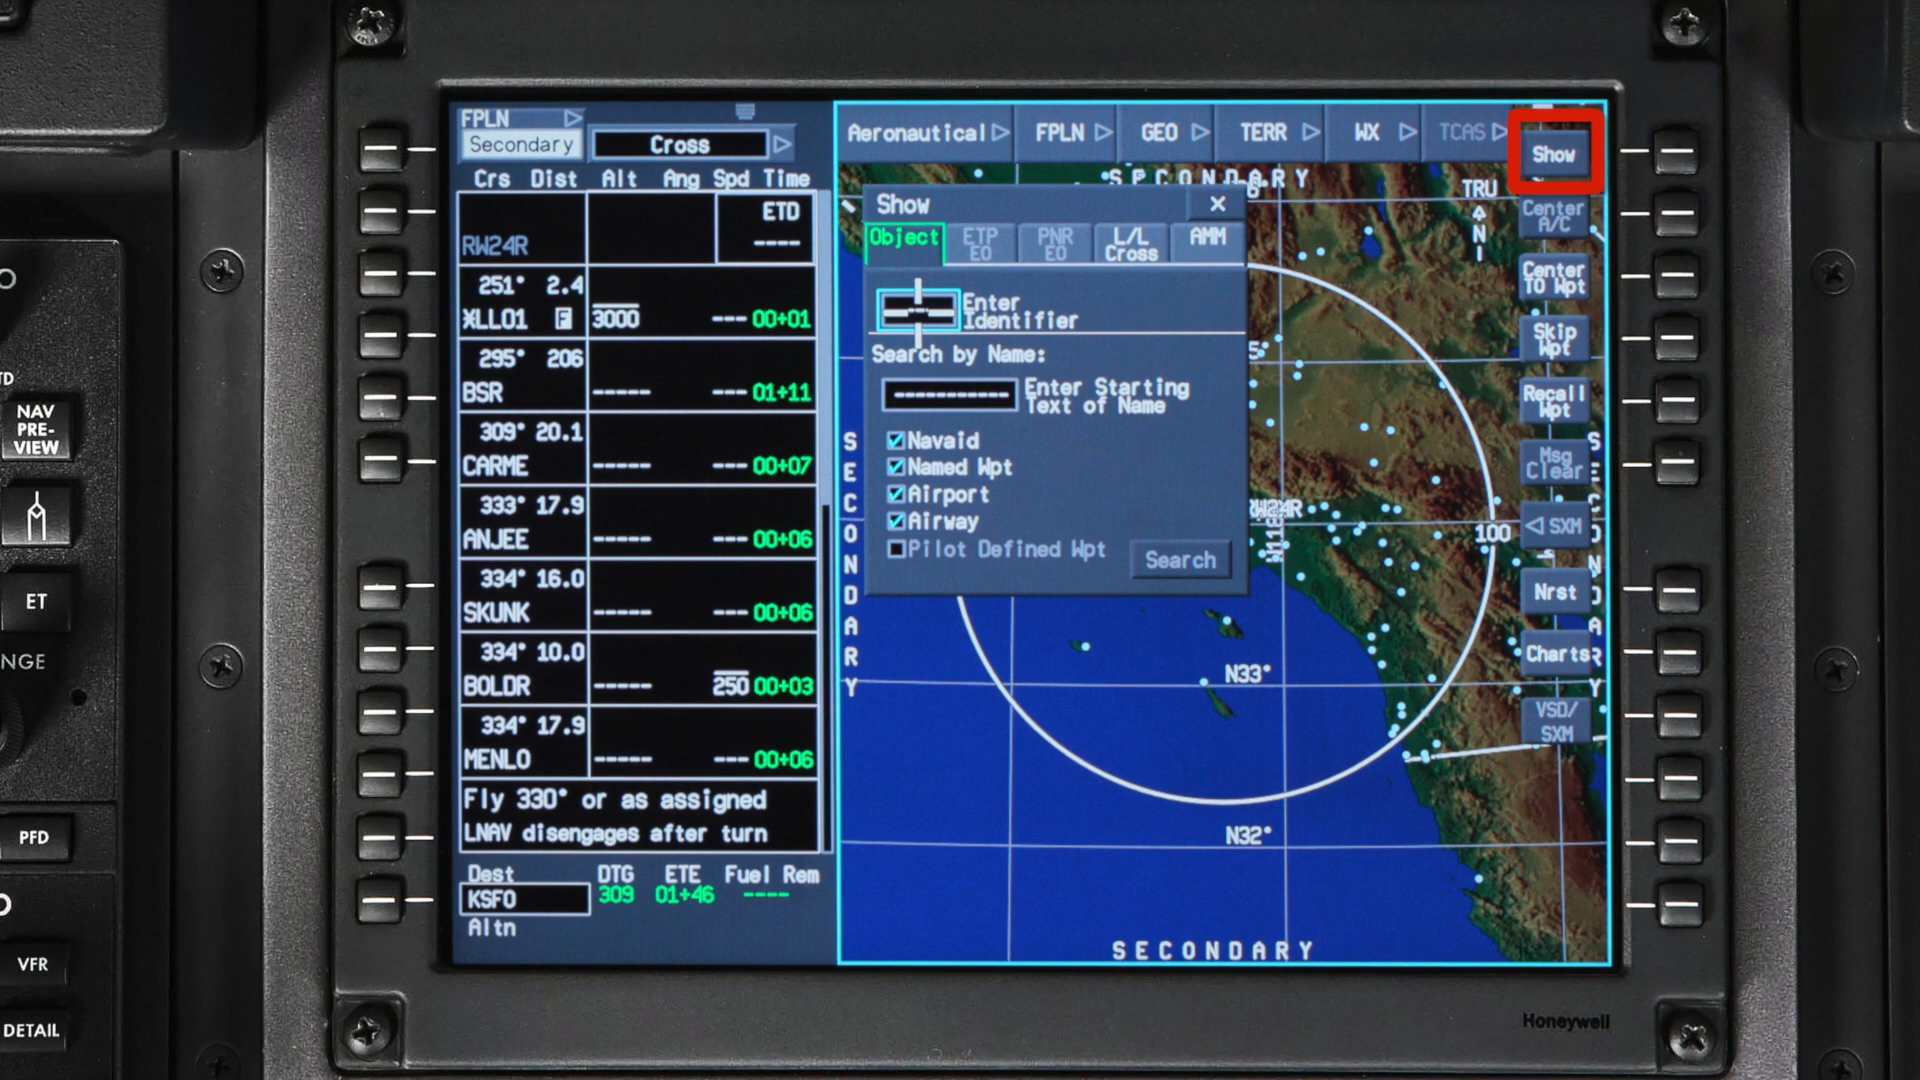 FPLN
Secondary
Cross
Crs Dist Alt Ang Spd Time
ETD
----
RW24R
251° 2.4
XLL01 F 3000 --- 00+01
295° 206
BSR ----- --- 01+11
309° 20.1
CARME ----- --- 00+07
333° 17.9
ANJEE ----- --- 00+06
334° 16.0
SKUNK ----- --- 00+06
334° 10.0
BOLDR ----- 250 00+03
334° 17.9
MENLO ----- --- 00+06
Fly 330° or as assigned
LNAV disengages after turn
Dest DTG ETE Fuel Rem
KSFO 309 01+46 ----
Altn
Aeronautical FPLN GEO TERR WX TCAS
SECONDARY
TRU
N
Show
Object
ETP
EO
PNR
EO
L/L
Cross
AMM
Enter
Identifier
Search by Name:
-----------
Enter Starting
Text of Name
Navaid
Named Wpt
Airport
Airway
Pilot Defined Wpt
Search
RW24R
100
N33°
N32°
SECONDARY
SECONDARY
SECONDARY
Show
Center
A/C
Center
TO Wpt
Skip
Wpt
Recall
Wpt
Msg
Clear
SXM
Nrst
Charts
VSD/
SXM
Honeywell
NAV
PRE-
VIEW
ET
NGE
PFD
VFR
DETAIL